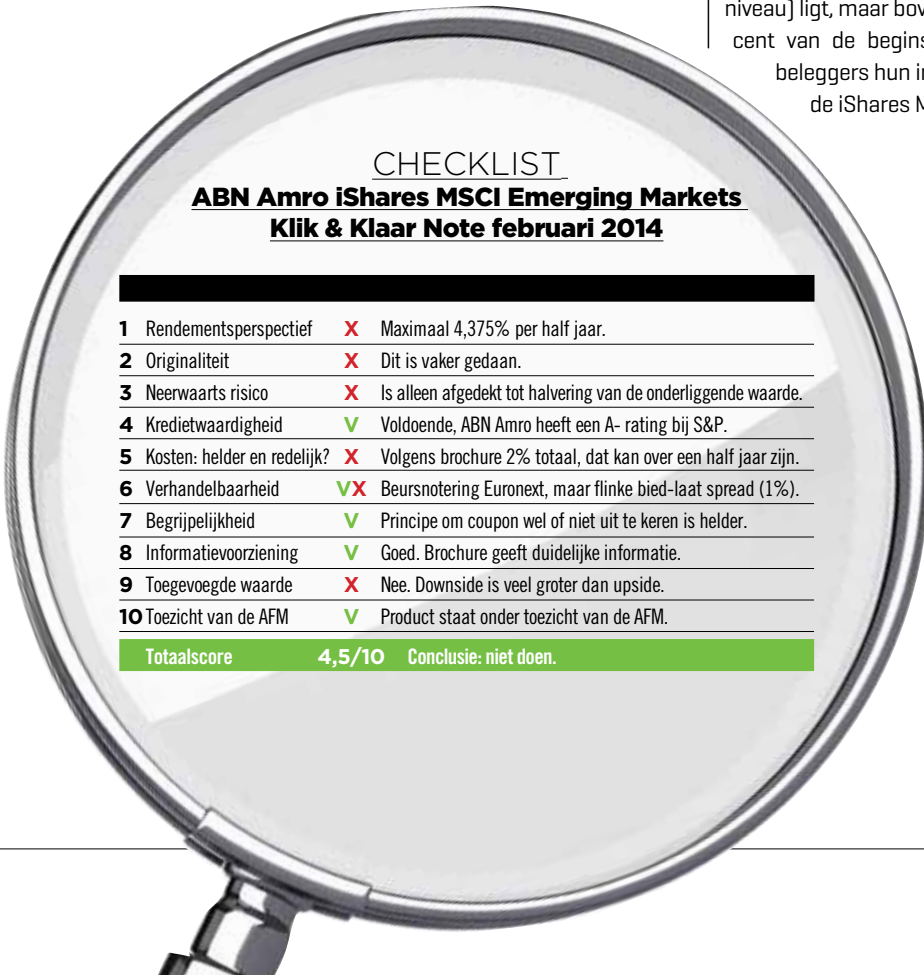 niveau) ligt, maar bov
cent van de begins
beleggers hun in
de iShares M
CHECKLIST
ABN Amro iShares MSCI Emerging Markets
Klik & Klaar Note februari 2014
1 Rendementsperspectief X Maximaal 4,375% per half jaar.
2 Originaliteit X Dit is vaker gedaan.
3 Neerwaarts risico X Is alleen afgedekt tot halvering van de onderliggende waarde.
4 Kredietwaardigheid V Voldoende, ABN Amro heeft een A- rating bij S&P.
5 Kosten: helder en redelijk? X Volgens brochure 2% totaal, dat kan over een half jaar zijn.
6 Verhandelbaarheid VX Beursnotering Euronext, maar flinke bied-laat spread (1%).
7 Begrijpelijkheid V Principe om coupon wel of niet uit te keren is helder.
8 Informatievoorziening V Goed. Brochure geeft duidelijke informatie.
9 Toegevoegde waarde X Nee. Downside is veel groter dan upside.
10 Toezicht van de AFM V Product staat onder toezicht van de AFM.
Totaalscore 4,5/10 Conclusie: niet doen.